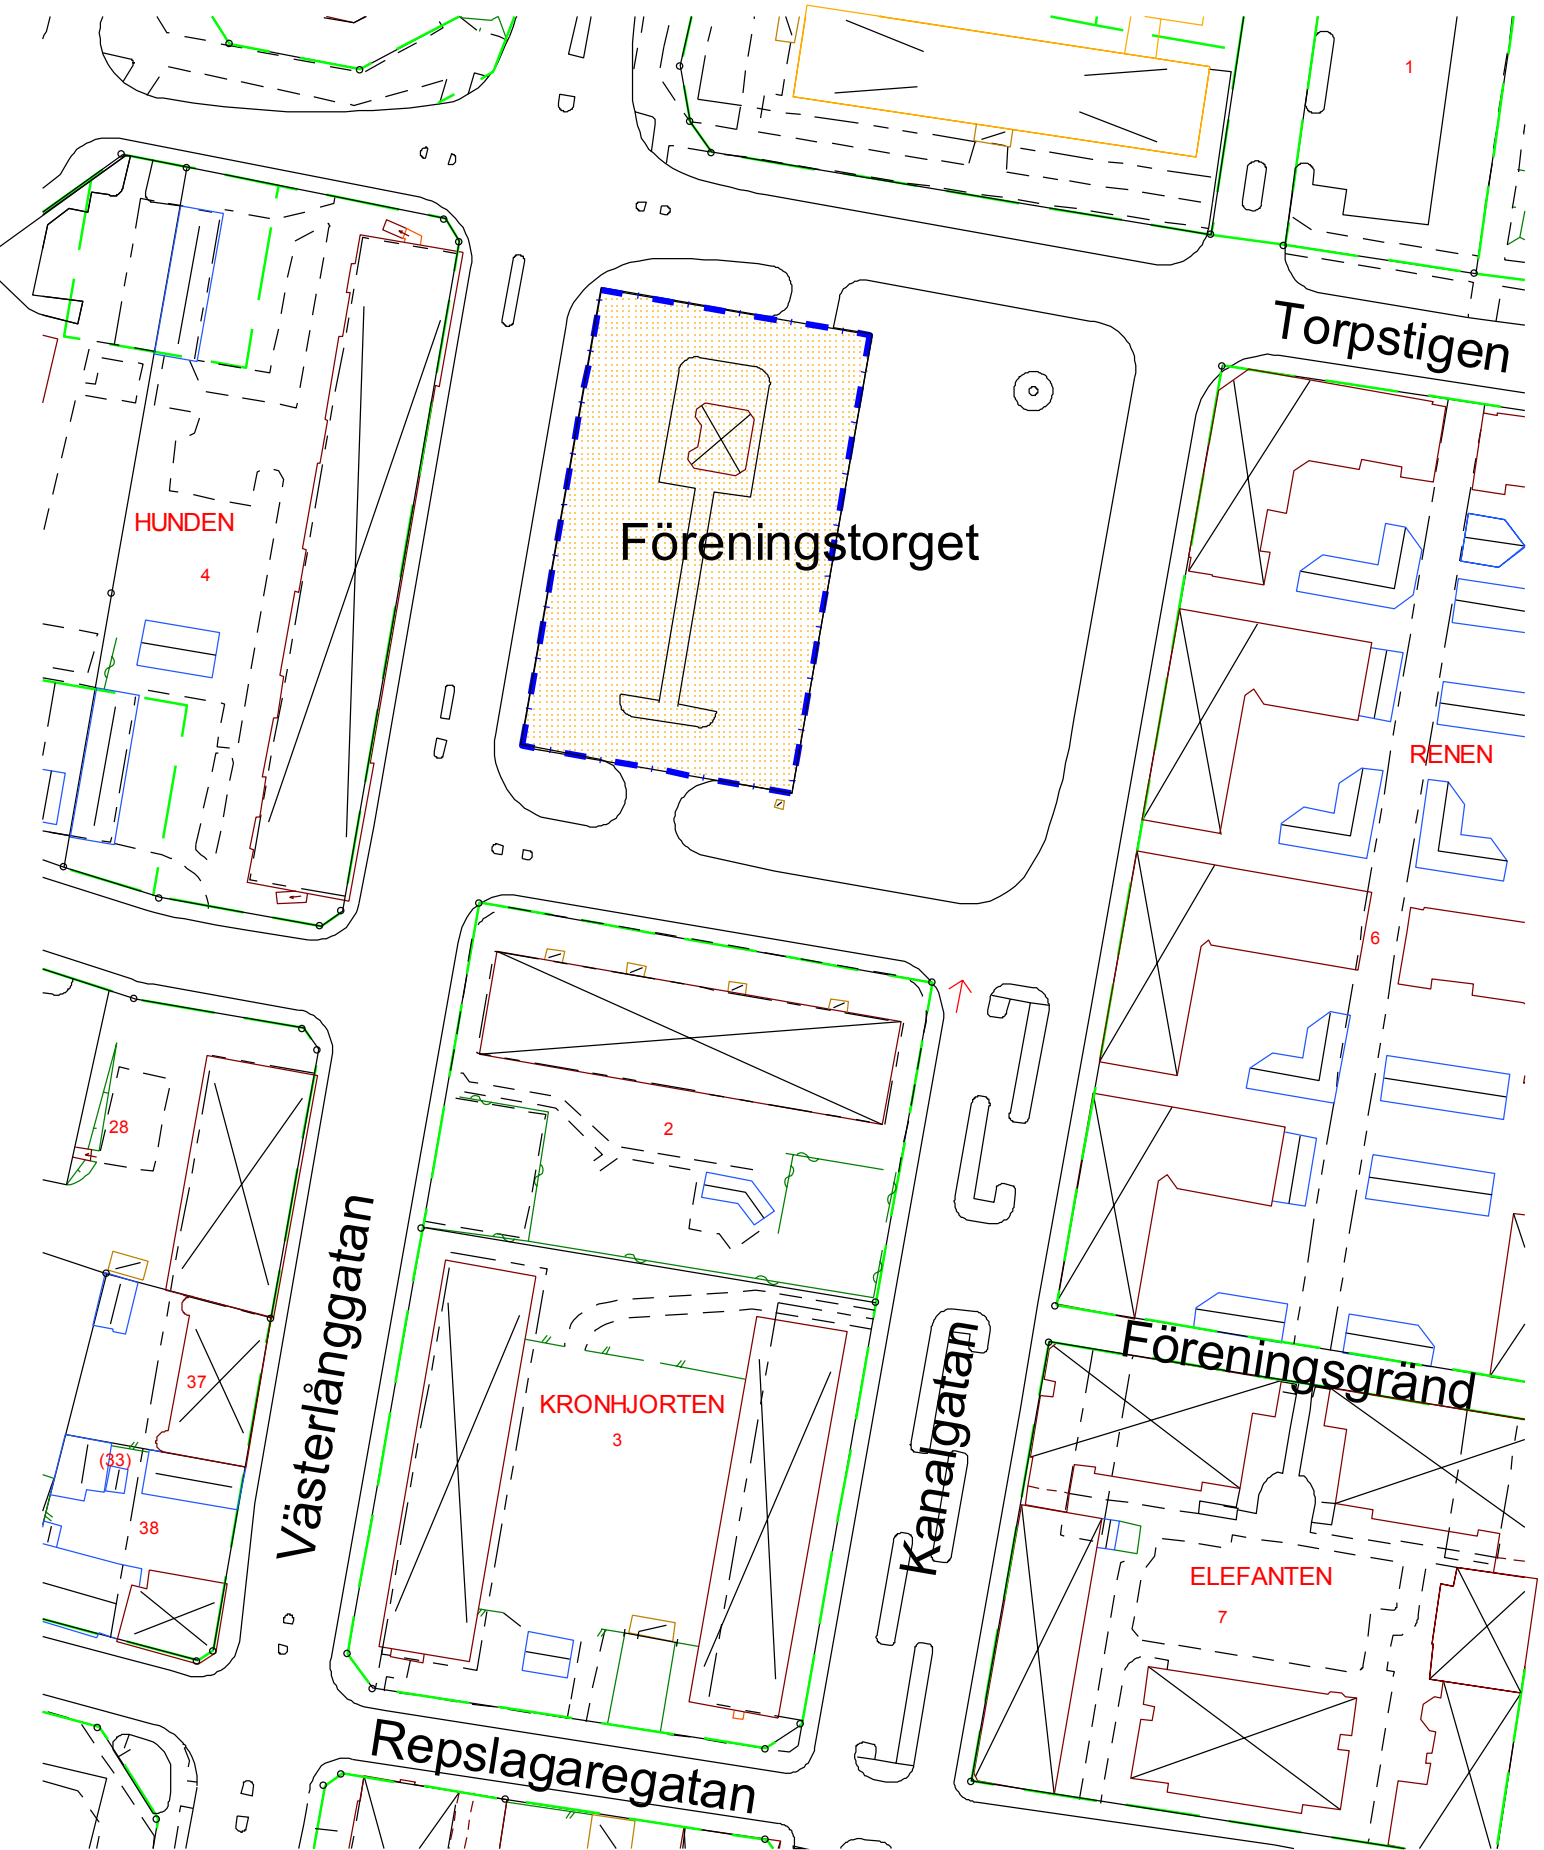 1
Torpstigen
HUNDEN
4
Föreningstorget
RENEN
6
28
2
Västerlånggatan
Kanalgatan
Föreningsgränd
37
KRONHJORTEN
3
(33)
38
ELEFANTEN
7
Repslagaregatan